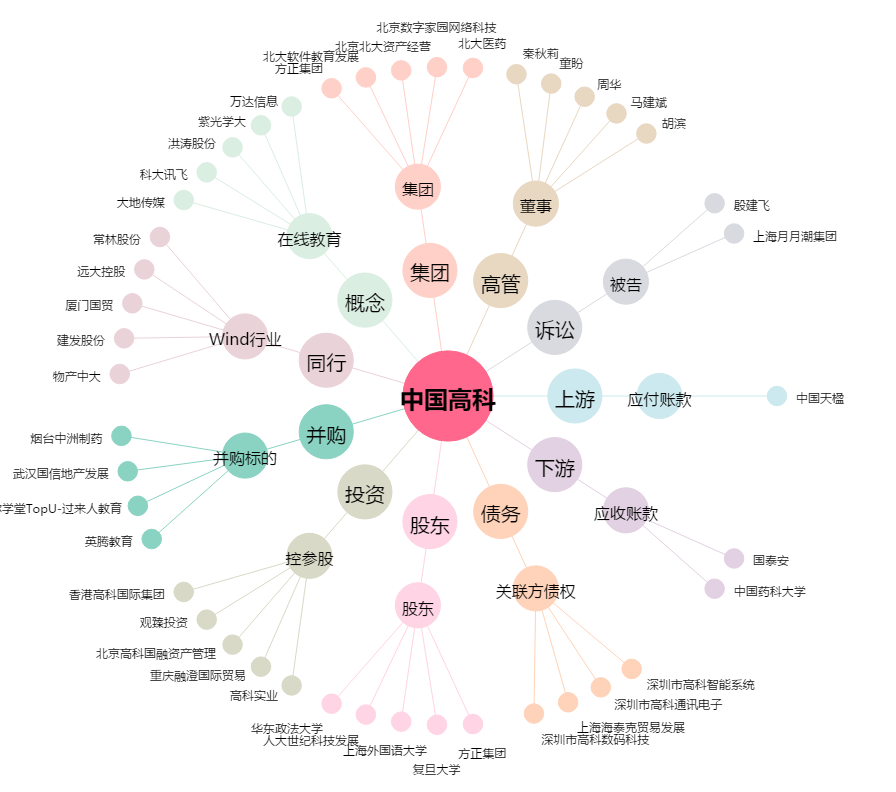 北京数字家园网络科技
北京北大资产经营
北大医药
北大软件教育发展
方正集团
秦秋莉
童盼
周华
马建斌
胡滨
万达信息
紫光学大
洪涛股份
科大讯飞
大地传媒
集团
董事
殷建飞
上海月月潮集团
在线教育
常林股份
远大控股
厦门国贸
建发股份
物产中大
集团
高管
被告
概念
诉讼
Wind行业
同行
中国高科
上游
应付账款
中国天楹
并购
下游
烟台中洲制药
武汉国信地产发展
学堂TopU-过来人教育
英腾教育
并购标的
投资
股东
债务
应收账款
国泰安
中国药科大学
控参股
香港高科国际集团
观臻投资
北京高科国融资产管理
重庆融澄国际贸易
高科实业
股东
关联方债权
华东政法大学
人大世纪科技发展
上海外国语大学
复旦大学
方正集团
深圳市高科智能系统
深圳市高科通讯电子
上海海泰克贸易发展
深圳市高科数码科技